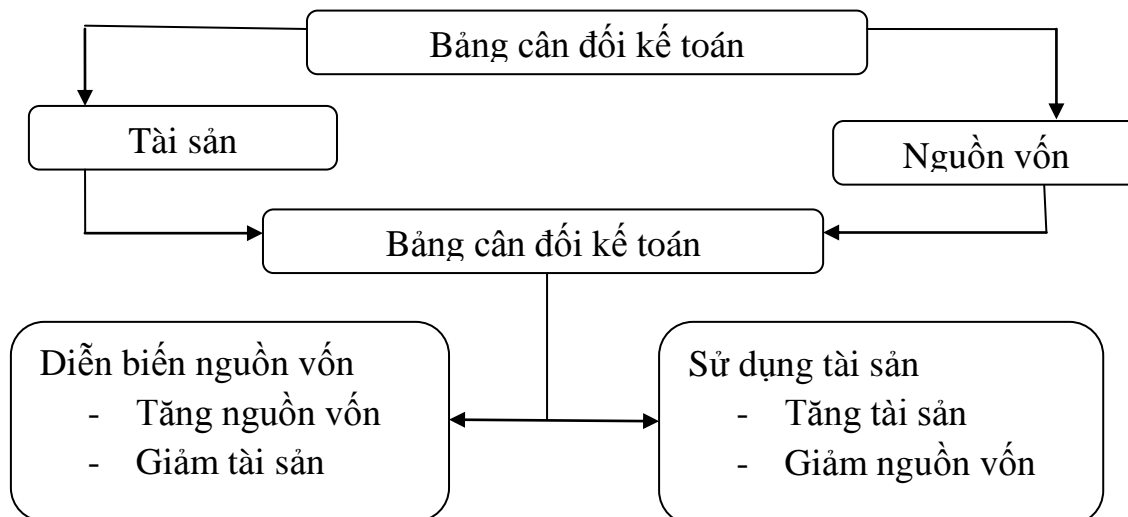 Bảng cân đối kế toán
Tài sản
Nguồn vốn
Bảng cân đối kế toán
Diễn biến nguồn vốn
- Tăng nguồn vốn
- Giảm tài sản
Sử dụng tài sản
- Tăng tài sản
- Giảm nguồn vốn